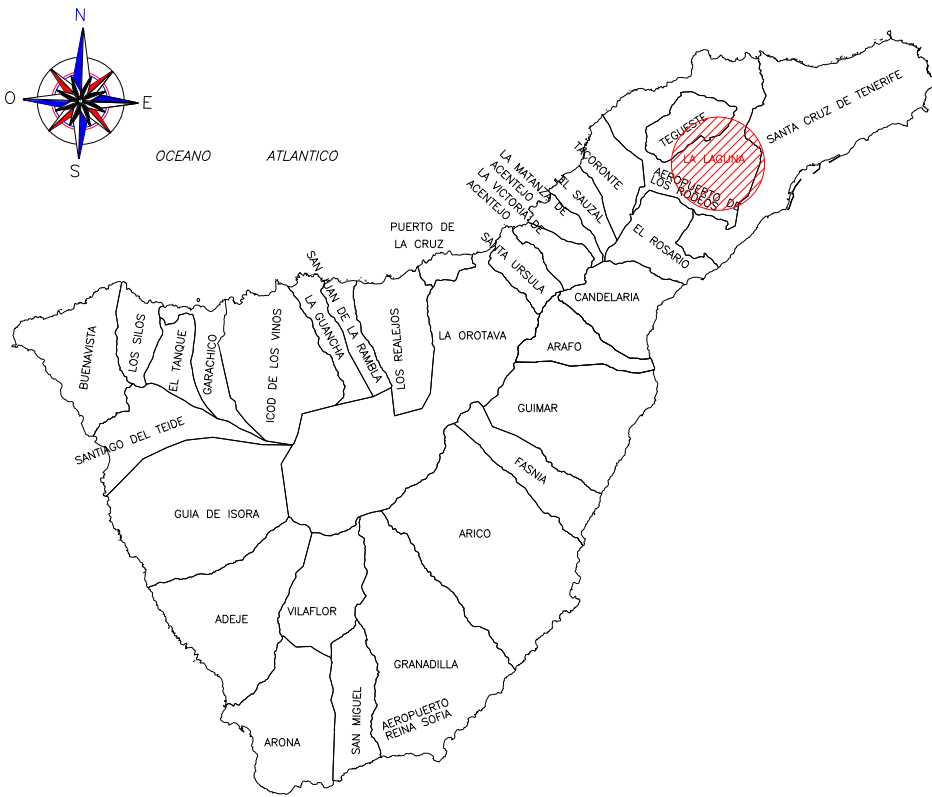 N
O
E
S
OCEANO ATLANTICO
SANTA CRUZ DE TENERIFE
TEGUESTE
LA LAGUNA
AEROPUERTO DE
LOS RODEOS
TACORONTE
EL SAUZAL
LA MATANZA DE
ACENTEJO
LA VICTORIA DE
ACENTEJO
SANTA URSULA
EL ROSARIO
PUERTO DE
LA CRUZ
CANDELARIA
ARAFO
LA OROTAVA
LOS REALEJOS
SAN JUAN DE LA RAMBLA
LA GUANCHA
ICOD DE LOS VINOS
GARACHICO
EL TANQUE
LOS SILOS
BUENAVISTA
SANTIAGO DEL TEIDE
GUIMAR
FASNIA
GUIA DE ISORA
ARICO
ADEJE
VILAFLOR
GRANADILLA
SAN MIGUEL
AEROPUERTO
REINA SOFIA
ARONA